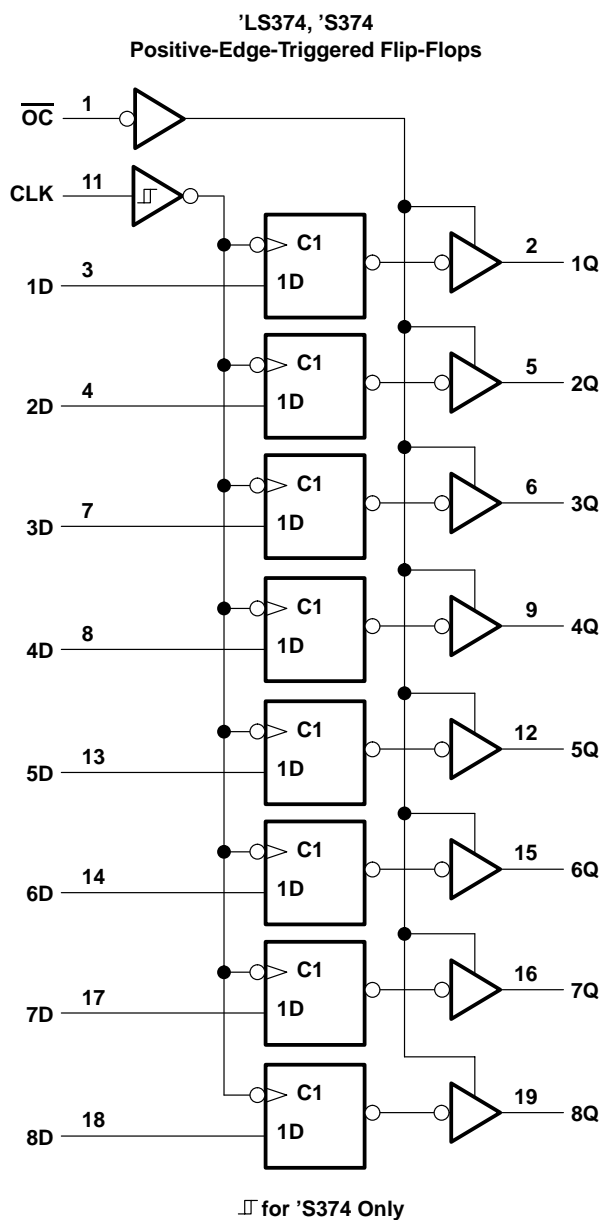 'LS374, 'S374
Positive-Edge-Triggered Flip-Flops
OC 1
CLK 11
C1
1D 3 1D 2 1Q
C1
2D 4 1D 5 2Q
C1
3D 7 1D 6 3Q
C1
4D 8 1D 9 4Q
C1
5D 13 1D 12 5Q
C1
6D 14 1D 15 6Q
C1
7D 17 1D 16 7Q
C1
8D 18 1D 19 8Q
for 'S374 Only